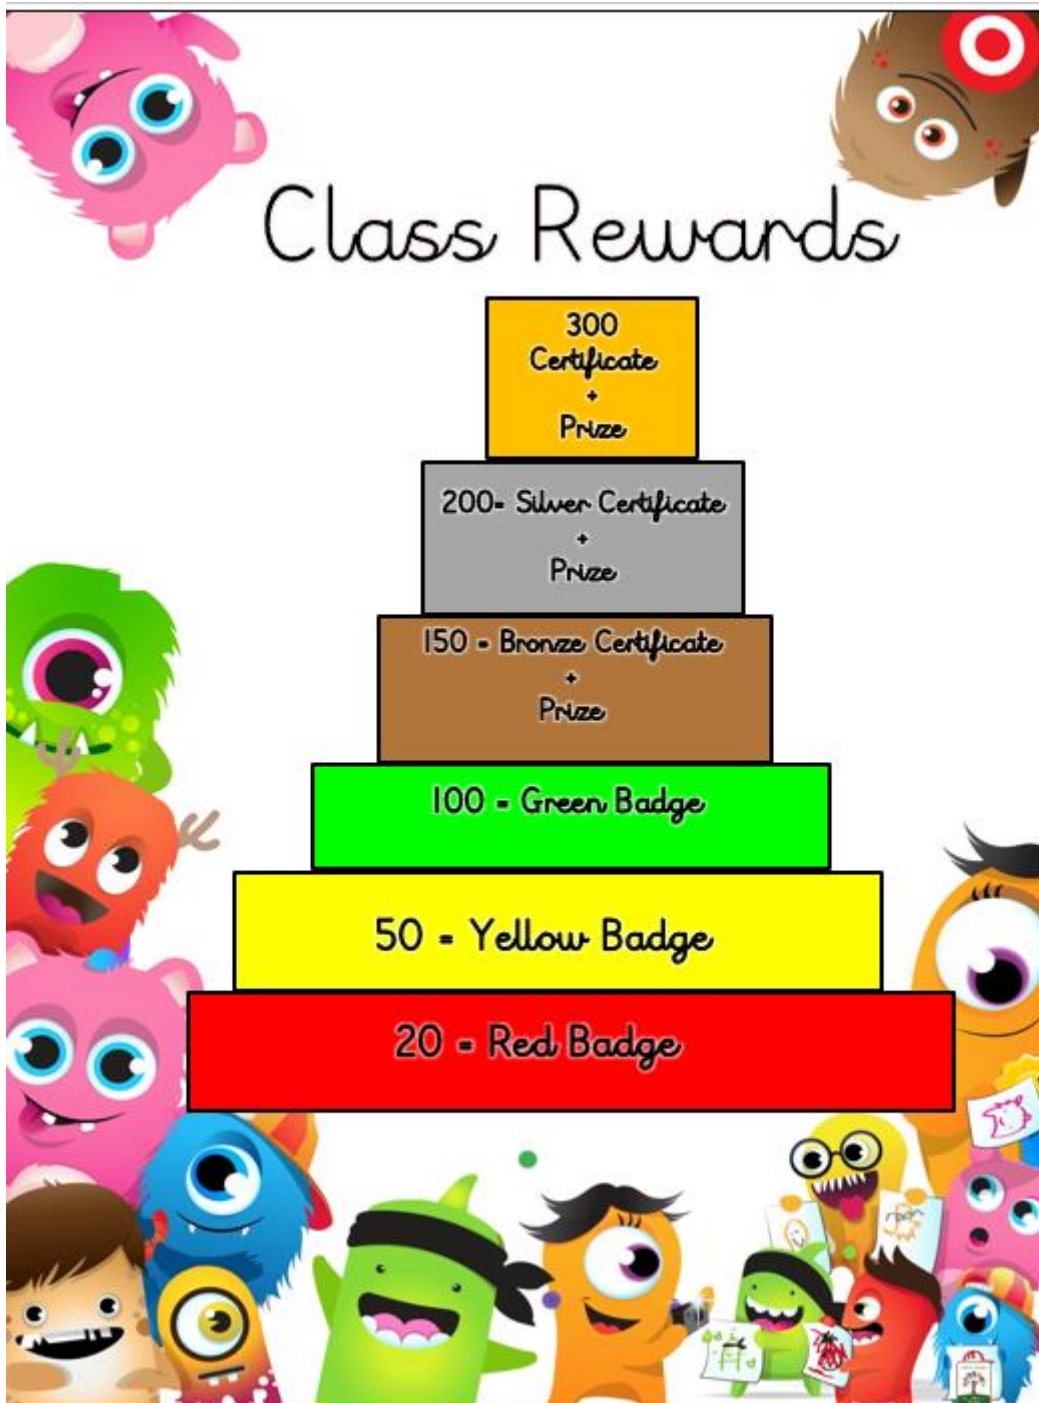 Class Rewards
300
Certificate
+
Prize
200= Silver Certificate
+
Prize
150 = Bronze Certificate
+
Prize
100 = Green Badge
50 = Yellow Badge
20 = Red Badge